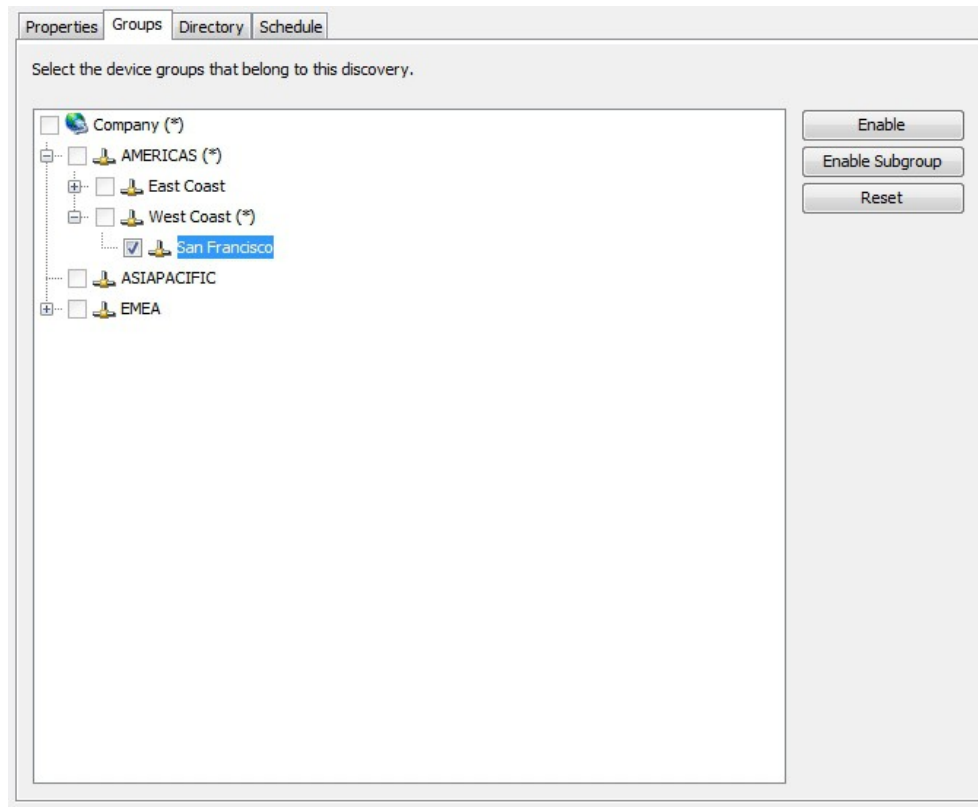 Properties Groups Directory Schedule
Select the device groups that belong to this discovery.
Company (*)
AMERICAS (*)
East Coast
West Coast (*)
San Francisco
ASIAPACIFIC
EMEA
Enable
Enable Subgroup
Reset